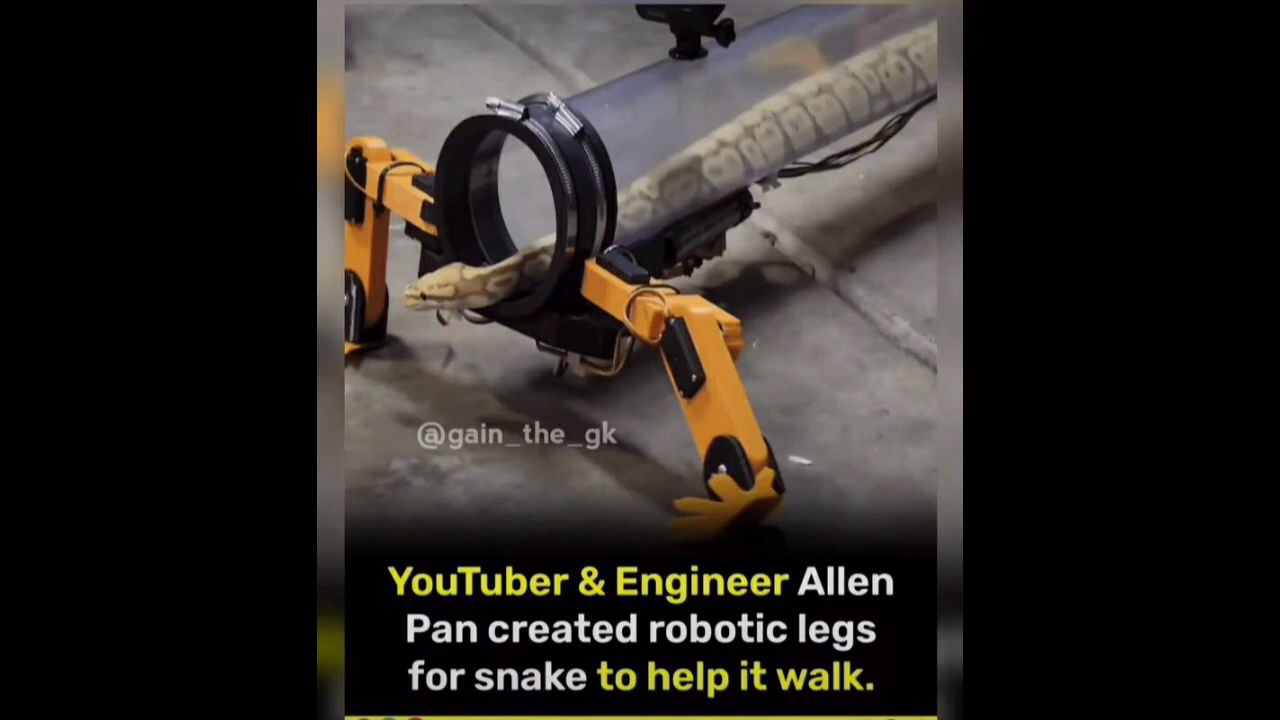 @gain_the_gk
YouTuber & Engineer Allen
Pan created robotic legs
for snake to help it walk.